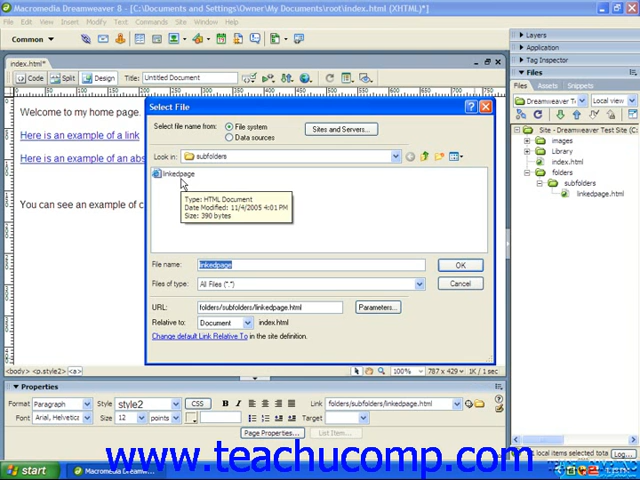 Macromedia Dreamweaver 8 - [C:\Documents and Settings\Owner\My Documents\root\index.html (XHTML)*]
File Edit View Insert Modify Text Commands Site Window Help
Common
Layers
Application
Tag Inspector
Files
Files Assets Snippets
index.html*
Code Split Design Title: Untitled Document
Dreamweaver Te Local view
Site - Dreamweaver Test Site (C:
images
Library
index.html
folders
subfolders
linkedpage.html
Welcome to my home page.
Here is an example of a link
Here is an example of an abs
You can see an example of c
Select File
Select file name from: File system
Data sources
Sites and Servers...
Look in: subfolders
linkedpage
Type: HTML Document
Date Modified: 11/4/2005 4:01 PM
Size: 390 bytes
File name: linkedpage OK
Files of type: All Files (*.*) Cancel
URL: folders/subfolders/linkedpage.html Parameters...
Relative to: Document index.html
Change default Link Relative To in the site definition.
<body> <p.style2> <a> 100% 787 x 429 1K / 1 sec
Properties
Format Paragraph Style style2 CSS B I Link folders/subfolders/linkedpage.html
Font Arial, Helvetica Size 12 points Target
Page Properties... List Item...
local items selected tota Log...
www.teachucomp.com
start Macromedia Dreamw...